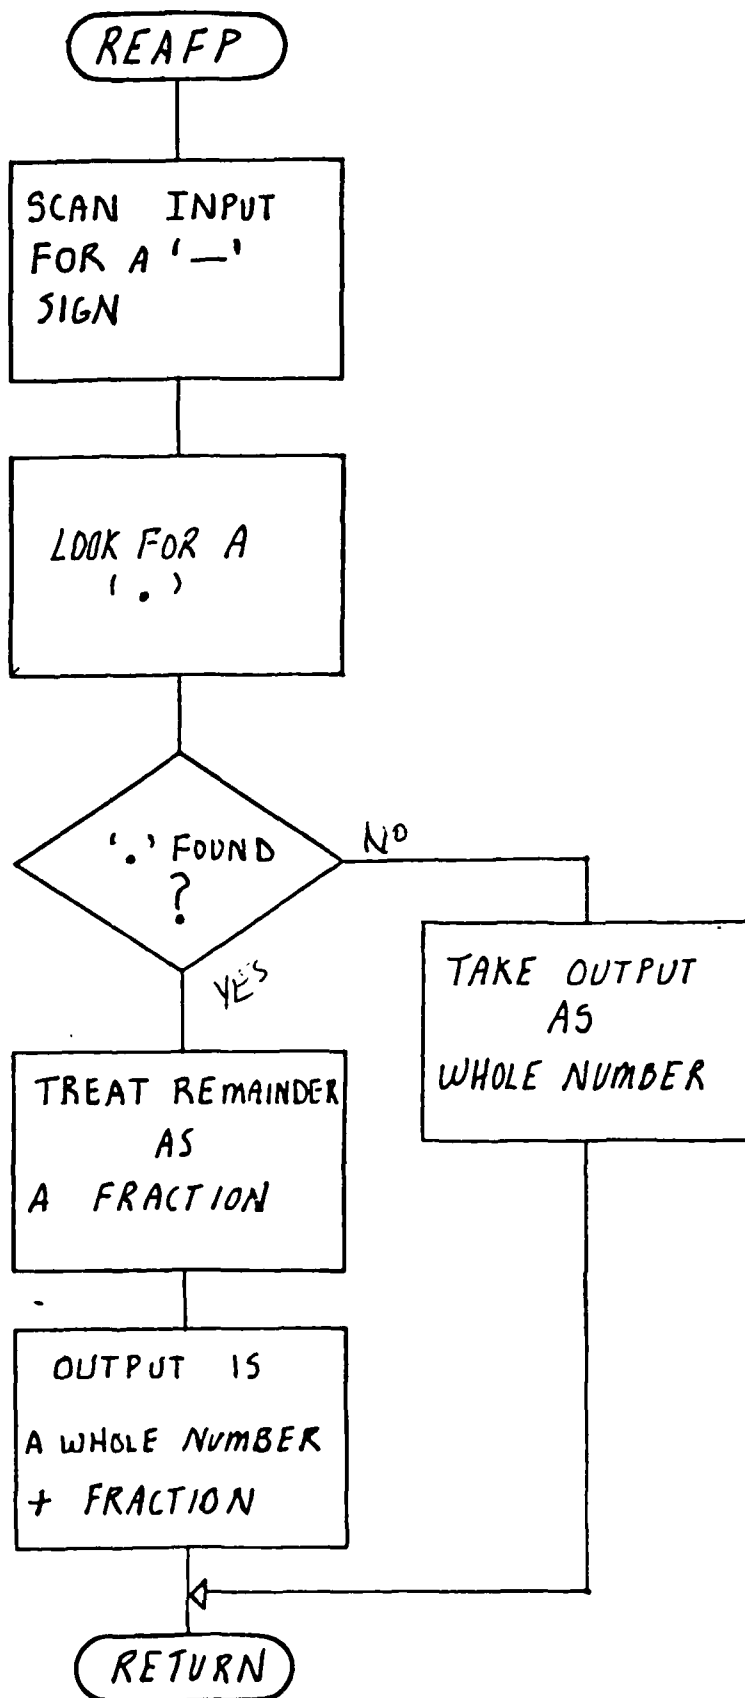 REAFP
SCAN INPUT
FOR A '—'
SIGN
LOOK FOR A
'.'
'.' FOUND
?
NO
YES
TAKE OUTPUT
AS
WHOLE NUMBER
TREAT REMAINDER
AS
A FRACTION
OUTPUT IS
A WHOLE NUMBER
+ FRACTION
RETURN